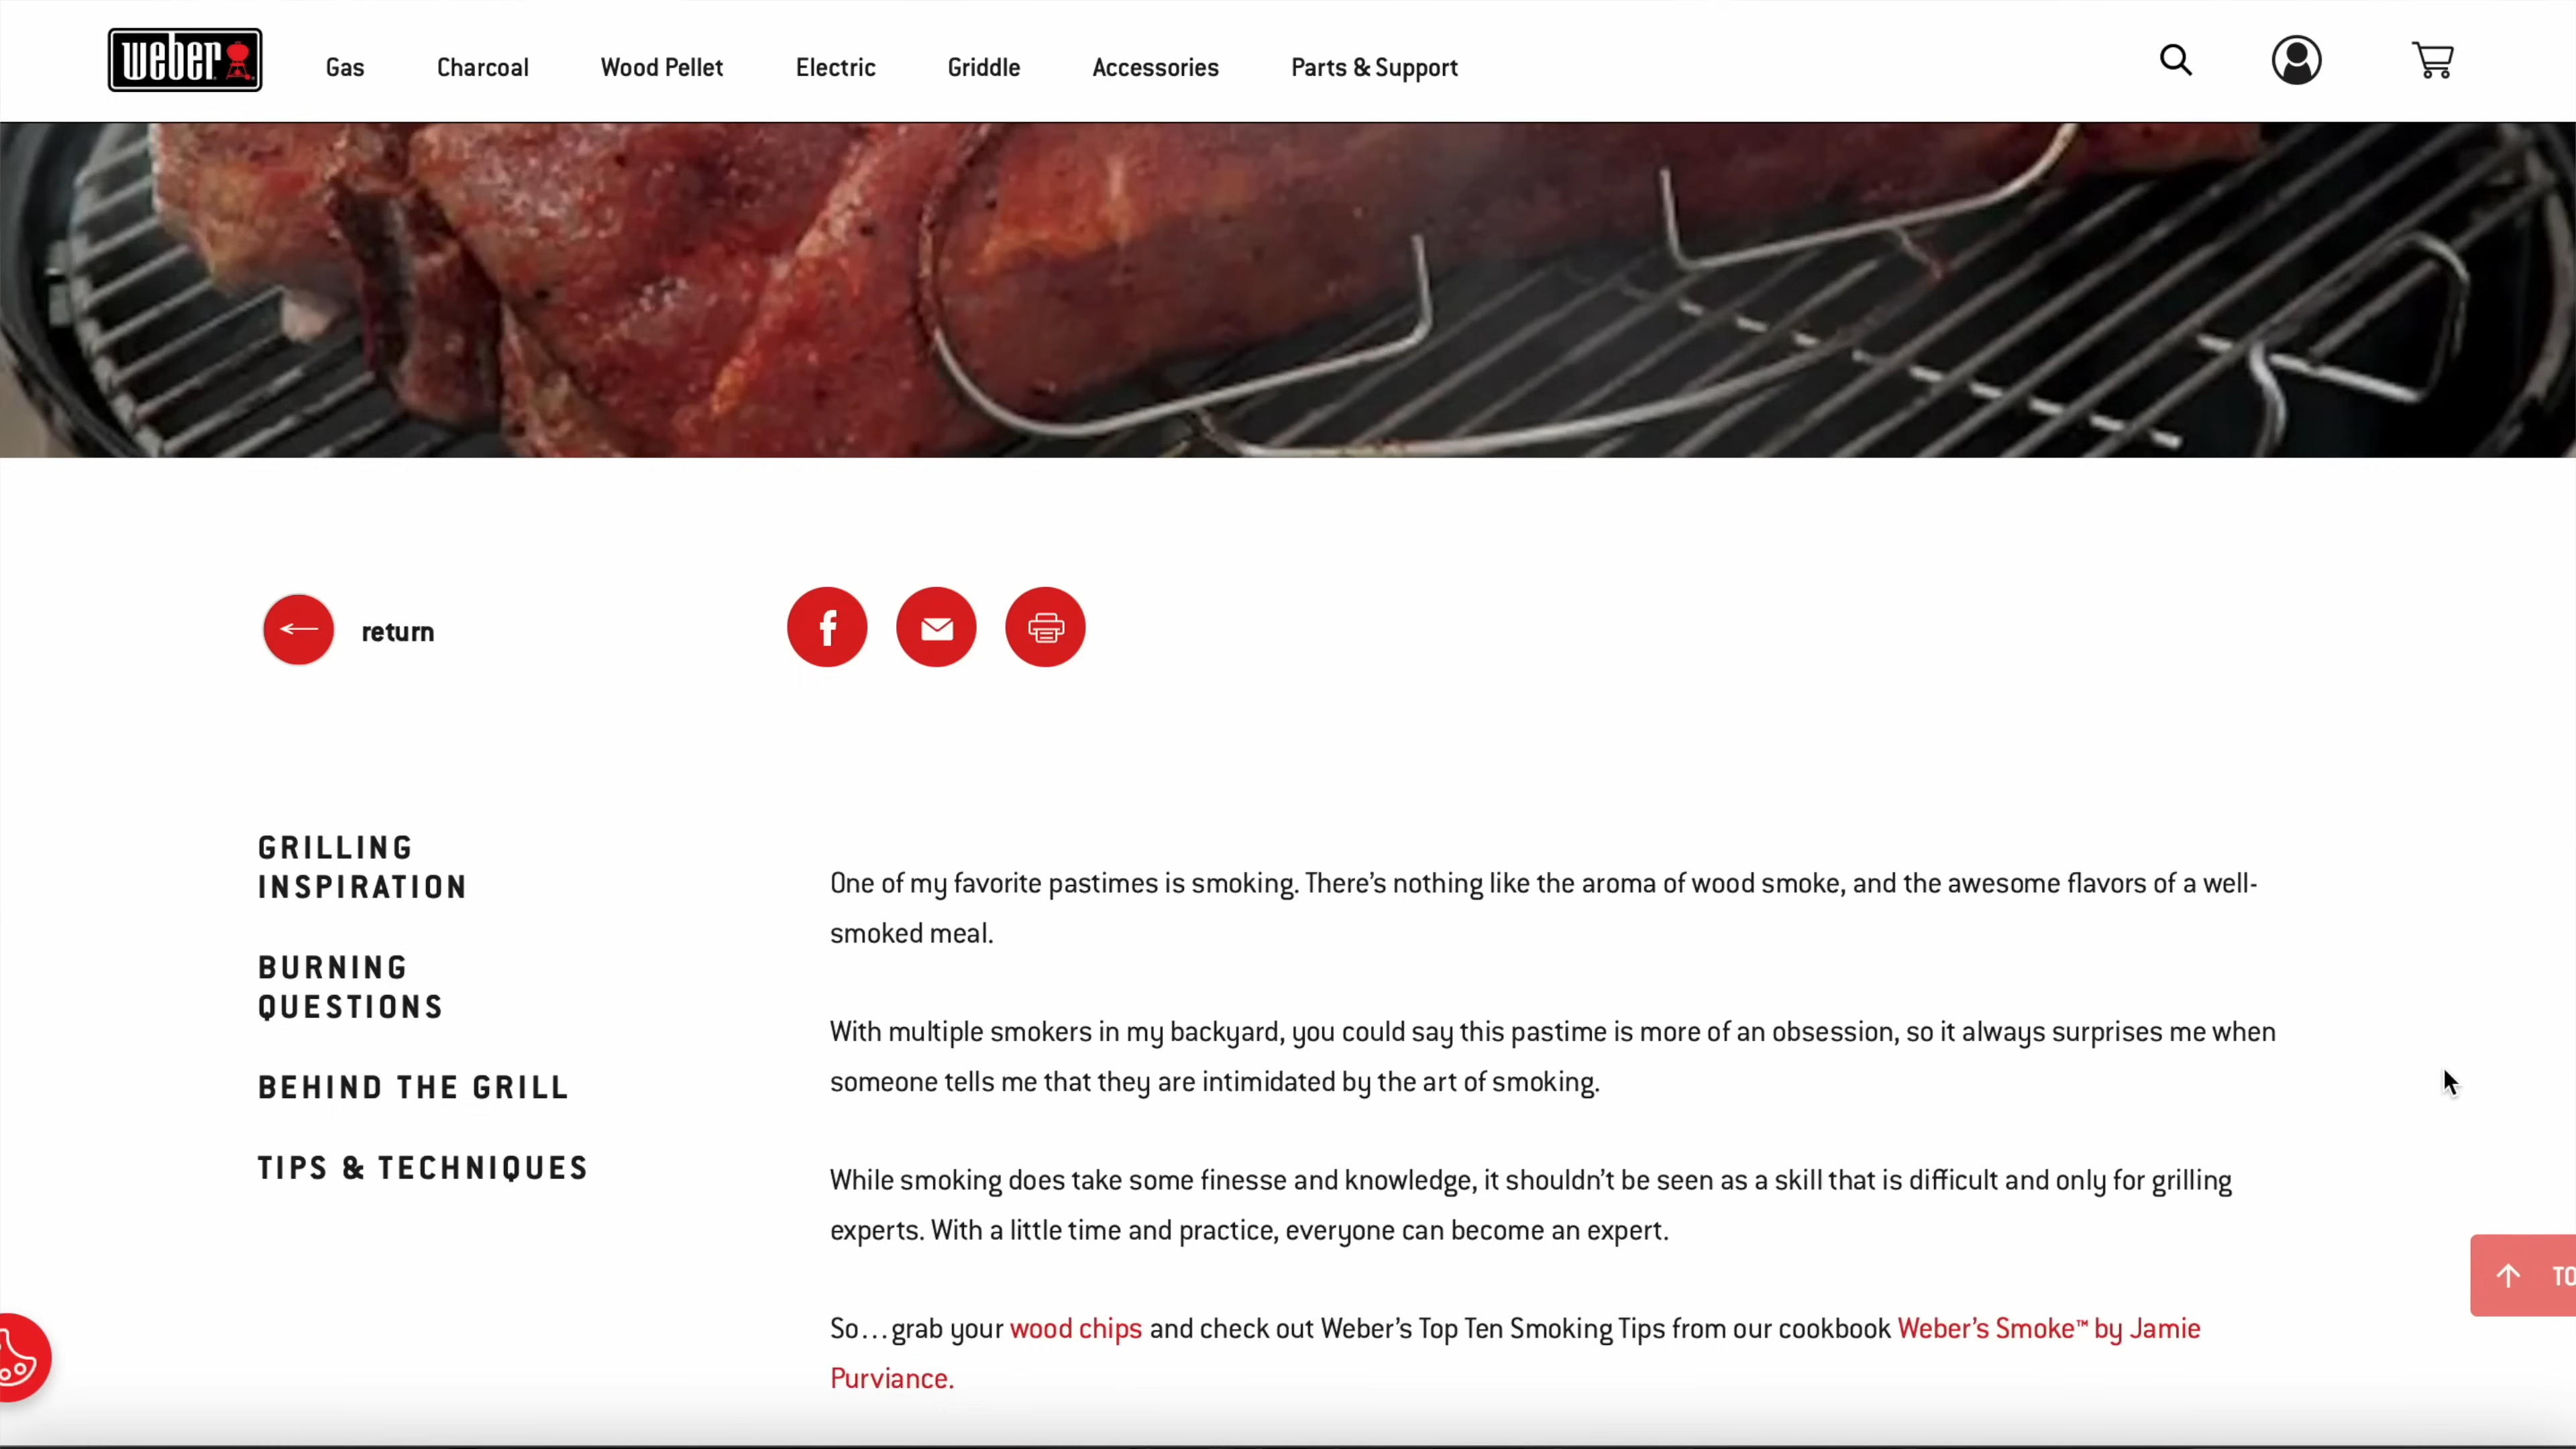 weber
Gas
Charcoal
Wood Pellet
Electric
Griddle
Accessories
Parts & Support
return
GRILLING
INSPIRATION
BURNING
QUESTIONS
BEHIND THE GRILL
TIPS & TECHNIQUES
One of my favorite pastimes is smoking. There’s nothing like the aroma of wood smoke, and the awesome flavors of a well-
smoked meal.
With multiple smokers in my backyard, you could say this pastime is more of an obsession, so it always surprises me when
someone tells me that they are intimidated by the art of smoking.
While smoking does take some finesse and knowledge, it shouldn’t be seen as a skill that is difficult and only for grilling
experts. With a little time and practice, everyone can become an expert.
So…grab your wood chips and check out Weber’s Top Ten Smoking Tips from our cookbook Weber’s Smoke™ by Jamie
Purviance.
TO